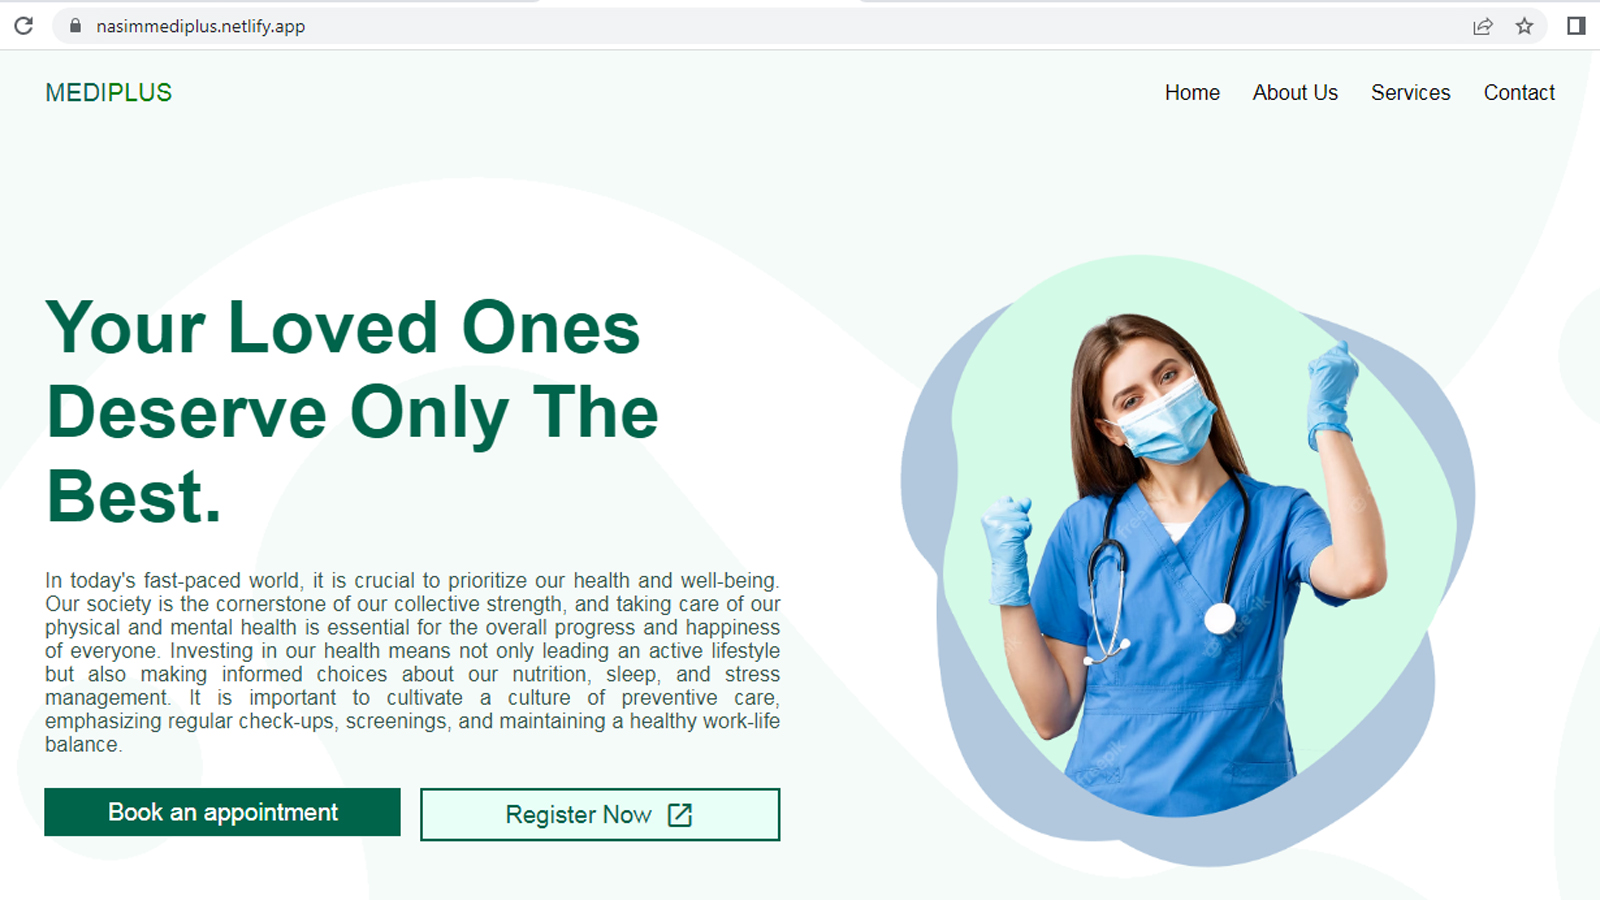 nasimmediplus.netlify.app
MEDIPLUS
Home About Us Services Contact
Your Loved Ones
Deserve Only The
Best.
In today's fast-paced world, it is crucial to prioritize our health and well-being.
Our society is the cornerstone of our collective strength, and taking care of our
physical and mental health is essential for the overall progress and happiness
of everyone. Investing in our health means not only leading an active lifestyle
but also making informed choices about our nutrition, sleep, and stress
management. It is important to cultivate a culture of preventive care,
emphasizing regular check-ups, screenings, and maintaining a healthy work-life
balance.
Book an appointment
Register Now